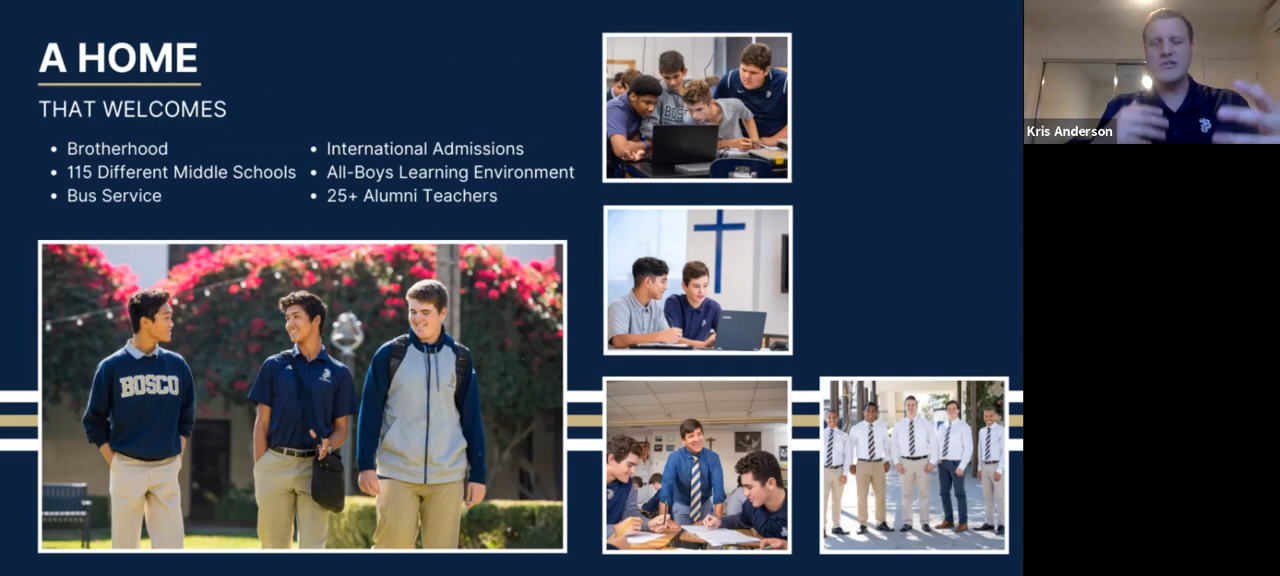 A HOME
THAT WELCOMES
• Brotherhood
• 115 Different Middle Schools
• Bus Service
• International Admissions
• All-Boys Learning Environment
• 25+ Alumni Teachers
BOSCO
Kris Anderson